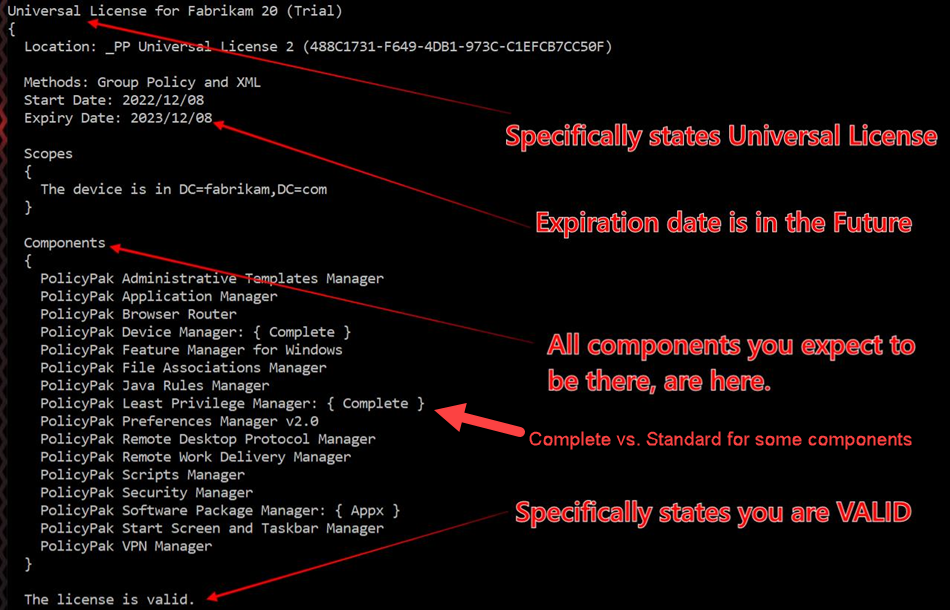 Universal License for Fabrikam 20 (Trial)
{
Location: _PP Universal License 2 (488C1731-F649-4DB1-973C-C1EFCB7CC50F)
Methods: Group Policy and XML
Start Date: 2022/12/08
Expiry Date: 2023/12/08
Specifically states Universal License
Scopes
{
The device is in DC=fabrikam,DC=com
}
Expiration date is in the Future
Components
{
PolicyPak Administrative Templates Manager
PolicyPak Application Manager
PolicyPak Browser Router
PolicyPak Device Manager: { Complete }
PolicyPak Feature Manager for Windows
PolicyPak File Associations Manager
PolicyPak Java Rules Manager
PolicyPak Least Privilege Manager: { Complete }
PolicyPak Preferences Manager v2.0
PolicyPak Remote Desktop Protocol Manager
PolicyPak Remote Work Delivery Manager
PolicyPak Scripts Manager
PolicyPak Security Manager
PolicyPak Software Package Manager: { Appx }
PolicyPak Start Screen and Taskbar Manager
PolicyPak VPN Manager
}
All components you expect to
be there, are here.
Complete vs. Standard for some components
Specifically states you are VALID
The license is valid.